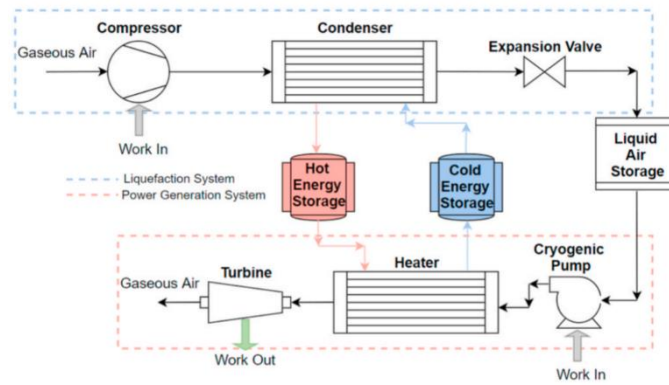 Compressor
Condenser
Expansion Valve
Gaseous Air
Work In
Liquid
Air
Storage
Hot
Energy
Storage
Cold
Energy
Storage
Liquefaction System
Power Generation System
Turbine
Heater
Cryogenic
Pump
Gaseous Air
Work Out
Work In